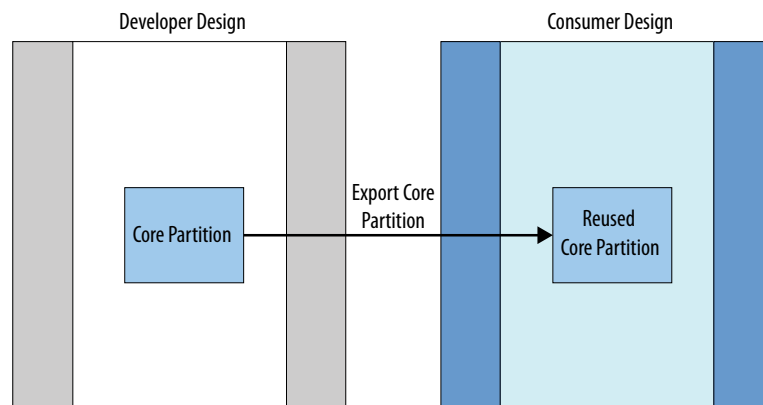 Developer Design
Consumer Design
Export Core
Partition
Core Partition
Reused
Core Partition